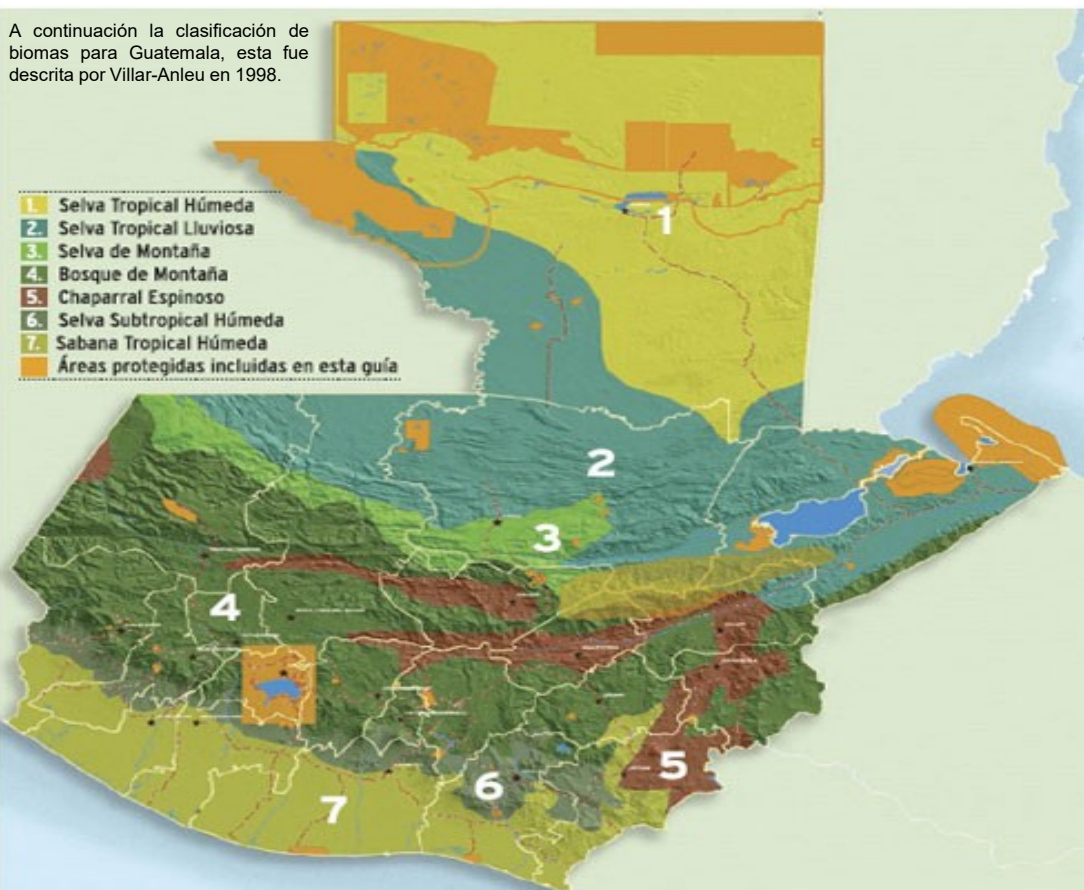 A continuación la clasificación de
biomas para Guatemala, esta fue
descrita por Villar-Anleu en 1998.
1. Selva Tropical Húmeda
2. Selva Tropical Lluviosa
3. Selva de Montaña
4. Bosque de Montaña
5. Chaparral Espinoso
6. Selva Subtropical Húmeda
7. Sabana Tropical Húmeda
Áreas protegidas incluidas en esta guía
1
2
3
4
5
6
7